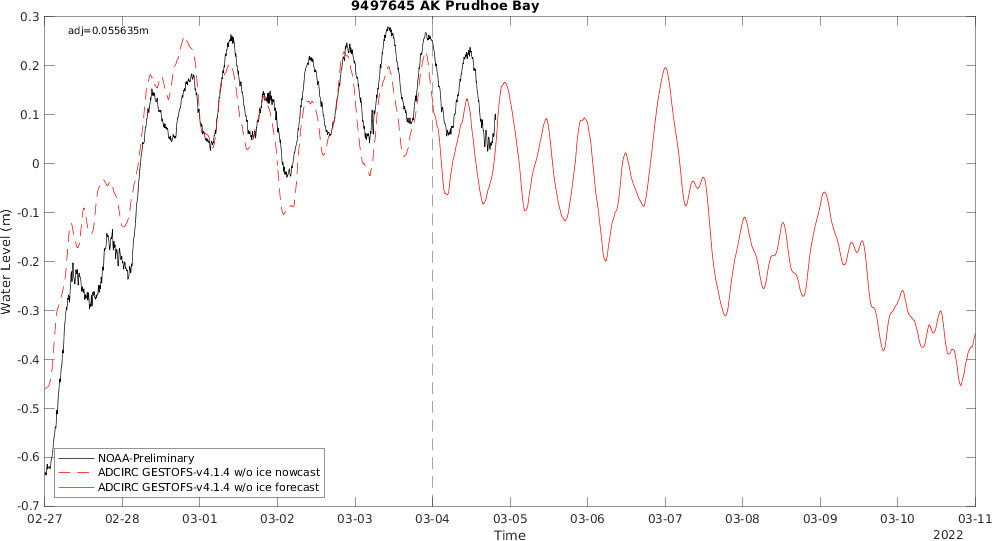 9497645 AK Prudhoe Bay
adj=0.055635m
0.3
0.2
0.1
0
-0.1
-0.2
-0.3
-0.4
-0.5
-0.6
-0.7
Water Level (m)
NOAA-Preliminary
ADCIRC GESTOFS-v4.1.4 w/o ice nowcast
ADCIRC GESTOFS-v4.1.4 w/o ice forecast
02-27 02-28 03-01 03-02 03-03 03-04 03-05 03-06 03-07 03-08 03-09 03-10 03-11
Time
2022